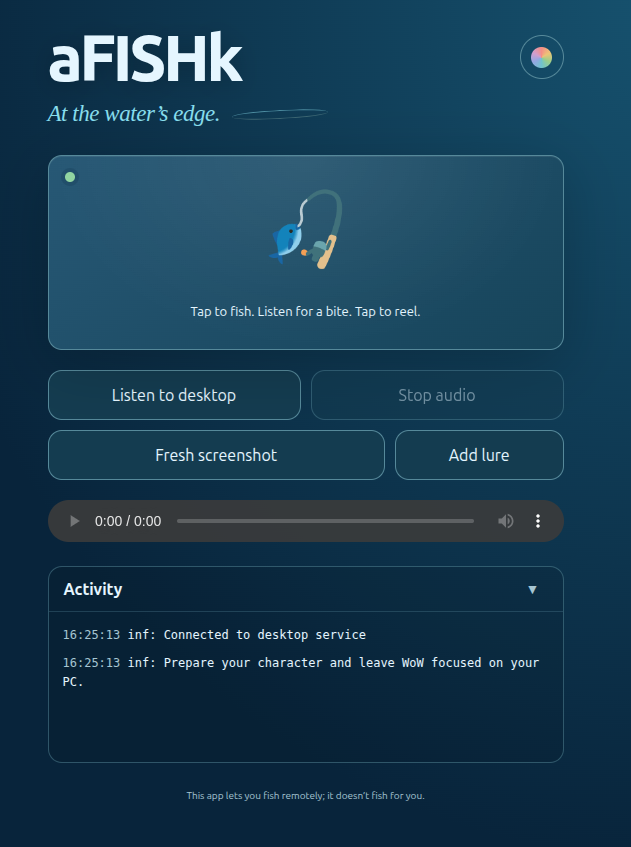 aFISHk
At the water’s edge.
Tap to fish. Listen for a bite. Tap to reel.
Listen to desktop
Stop audio
Fresh screenshot
Add lure
0:00 / 0:00
Activity
16:25:13 inf: Connected to desktop service
16:25:13 inf: Prepare your character and leave WoW focused on your
PC.
This app lets you fish remotely; it doesn’t fish for you.